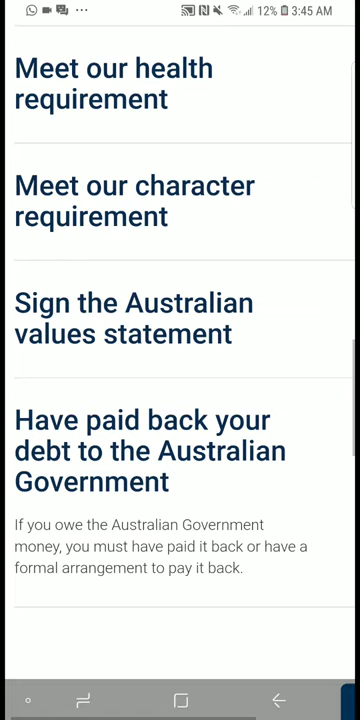 12% 3:45 AM
Meet our health
requirement
Meet our character
requirement
Sign the Australian
values statement
Have paid back your
debt to the Australian
Government
If you owe the Australian Government
money, you must have paid it back or have a
formal arrangement to pay it back.